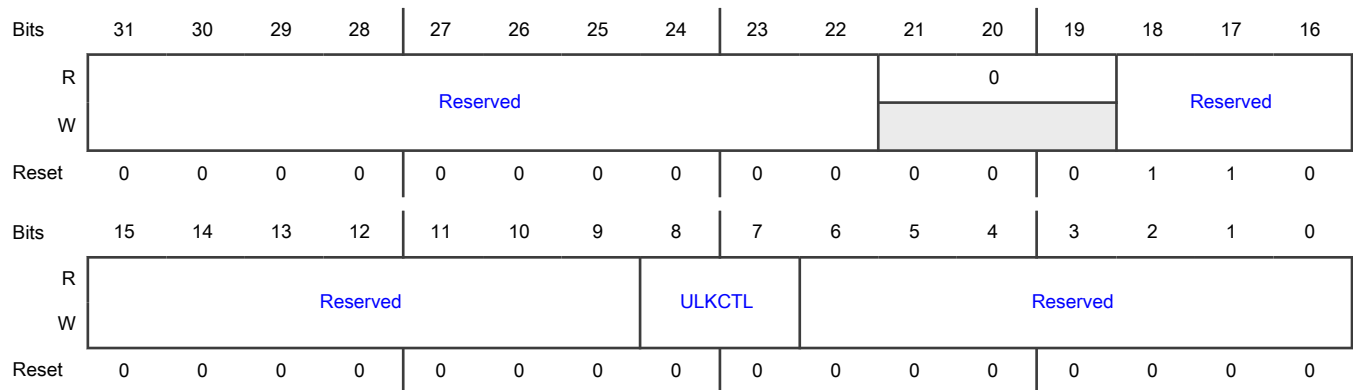 Bits 31 30 29 28 27 26 25 24 23 22 21 20 19 18 17 16
R 0
Reserved Reserved
W
Reset 0 0 0 0 0 0 0 0 0 0 0 0 0 1 1 0
Bits 15 14 13 12 11 10 9 8 7 6 5 4 3 2 1 0
R
Reserved ULKCTL Reserved
W
Reset 0 0 0 0 0 0 0 0 0 0 0 0 0 0 0 0